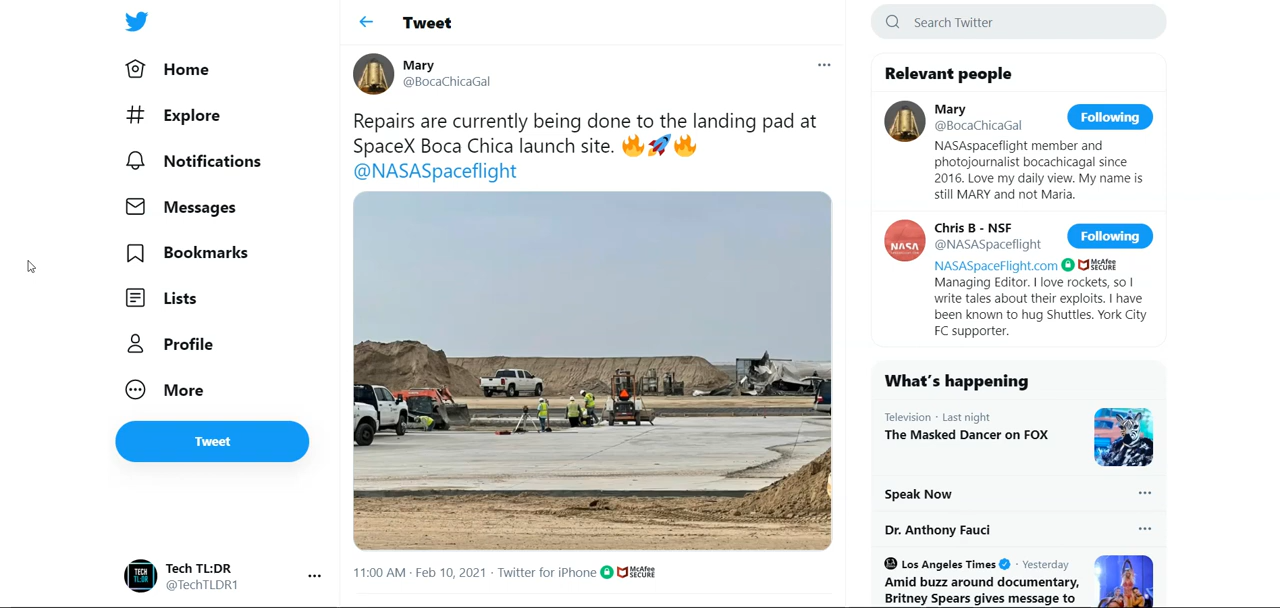 Home
Explore
Notifications
Messages
Bookmarks
Lists
Profile
More
Tweet
TECH
TL;DR
Tech TL:DR
@TechTLDR1
Tweet
Mary
@BocaChicaGal
Repairs are currently being done to the landing pad at
SpaceX Boca Chica launch site. 🔥🚀🔥
@NASASpaceflight
11:00 AM · Feb 10, 2021 · Twitter for iPhone McAfee SECURE
Search Twitter
Relevant people
Mary
@BocaChicaGal
Following
NASAspaceflight member and
photojournalist bocachicagal since
2016. Love my daily view. My name is
still MARY and not Maria.
NASA
Chris B - NSF
@NASASpaceflight
Following
NASASpaceFlight.com McAfee SECURE
Managing Editor. I love rockets, so I
write tales about their exploits. I have
been known to hug Shuttles. York City
FC supporter.
What's happening
Television · Last night
The Masked Dancer on FOX
Speak Now
Dr. Anthony Fauci
Los Angeles Times · Yesterday
Amid buzz around documentary,
Britney Spears gives message to